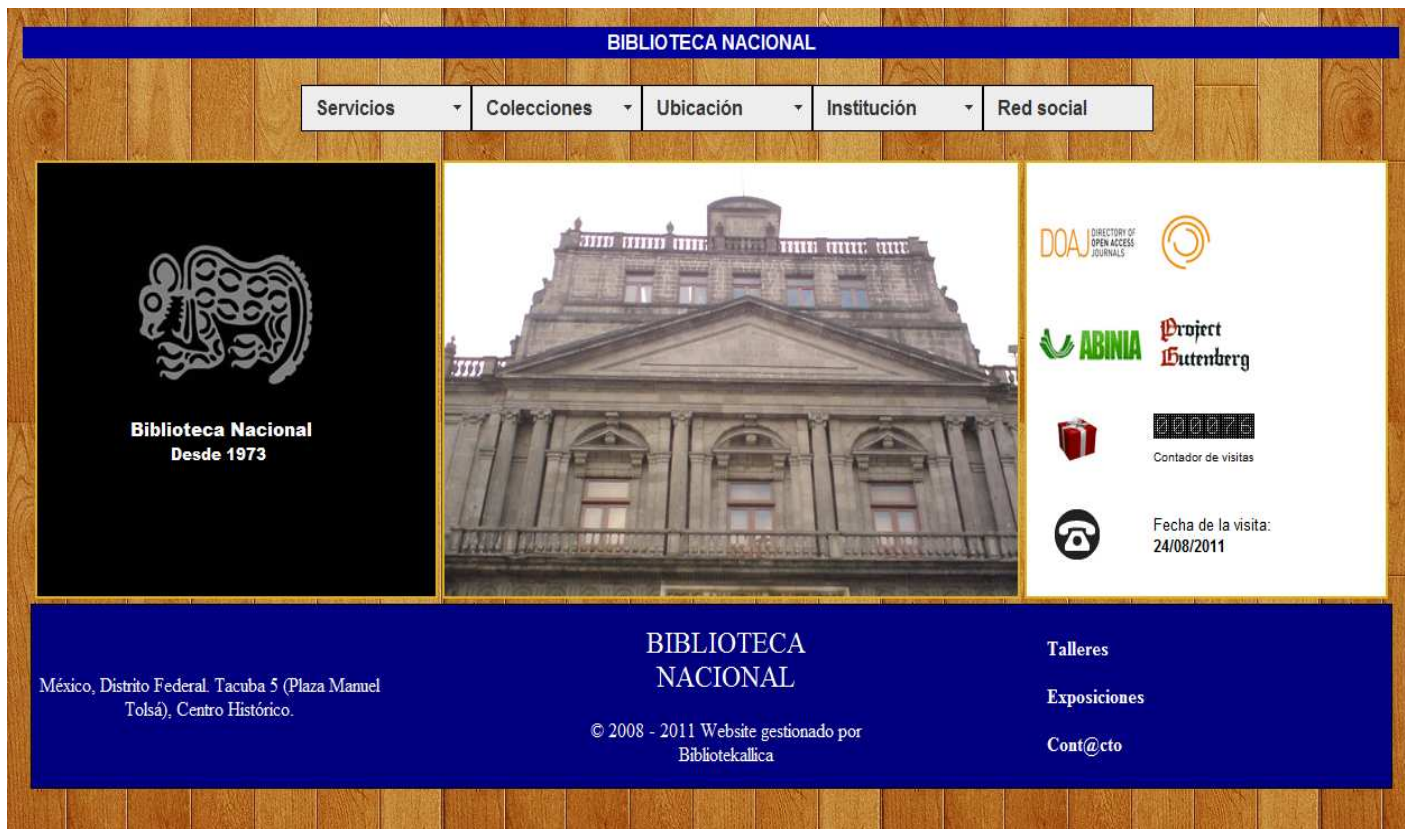 BIBLIOTECA NACIONAL
Servicios
Colecciones
Ubicación
Institución
Red social
Biblioteca Nacional
Desde 1973
DOAJ DIRECTORY OF
OPEN ACCESS
JOURNALS
ABINIA
Project
Gutenberg
000076
Contador de visitas
Fecha de la visita:
24/08/2011
México, Distrito Federal. Tacuba 5 (Plaza Manuel
Tolsá), Centro Histórico.
BIBLIOTECA
NACIONAL
© 2008 - 2011 Website gestionado por
Bibliotekallica
Talleres
Exposiciones
Cont@cto